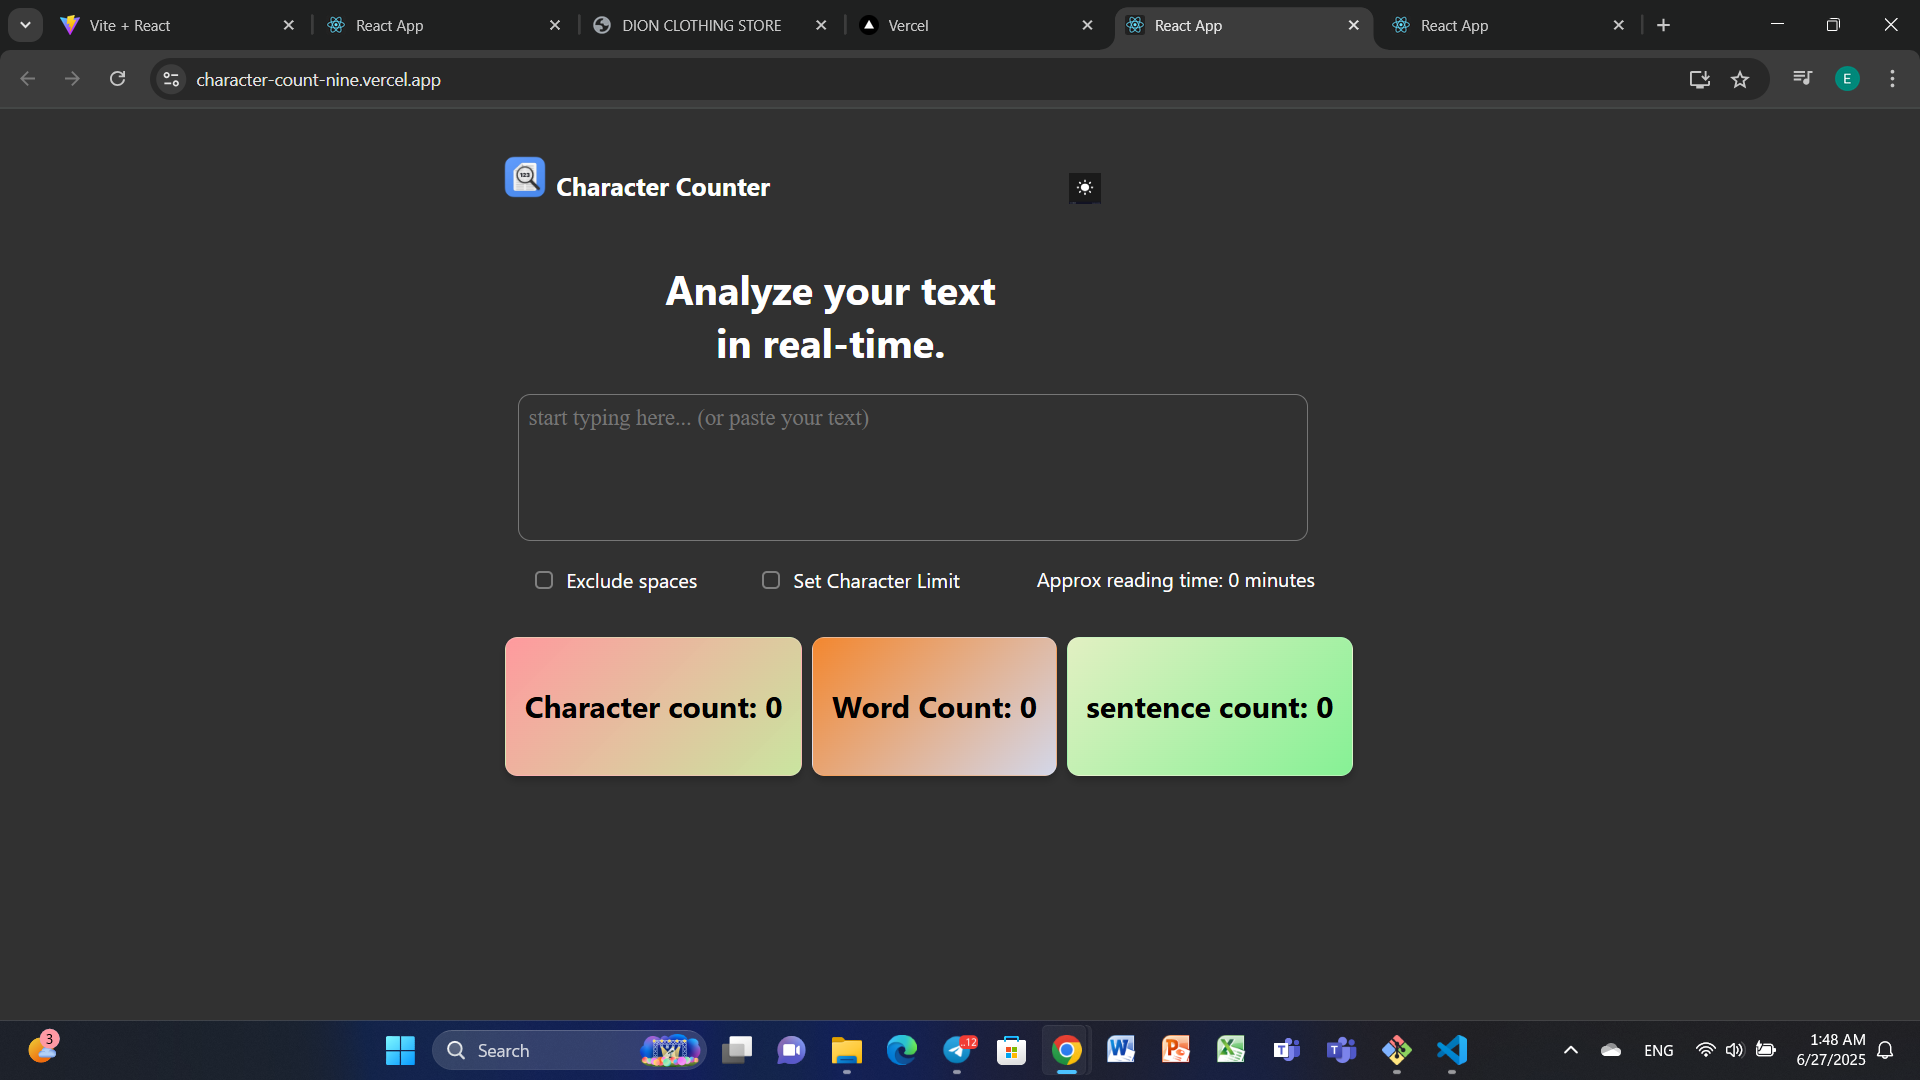 Vite + React
React App
DION CLOTHING STORE
Vercel
React App
React App
character-count-nine.vercel.app
E
123
Character Counter
Analyze your text
in real-time.
start typing here... (or paste your text)
Exclude spaces
Set Character Limit
Approx reading time: 0 minutes
Character count: 0
Word Count: 0
sentence count: 0
3
Search
..12
ENG
1:48 AM
6/27/2025